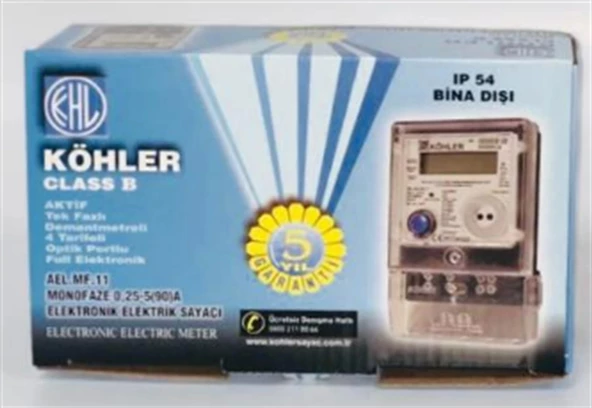 KHL
KÖHLER
CLASS B
AKTİF
Tek Fazlı
Demantmetreli
4 Tarifeli
Optik Portlu
Full Elektronik
AEL.MF.11
MONOFAZE 0,25-5(90)A
ELEKTRONİK ELEKTRİK SAYACI
ELECTRONIC ELECTRIC METER
5
YIL
GARANTİ
Ücretsiz Danışma Hattı
www.kohlersayac.com.tr
IP 54
BİNA DIŞI
KÖHLER